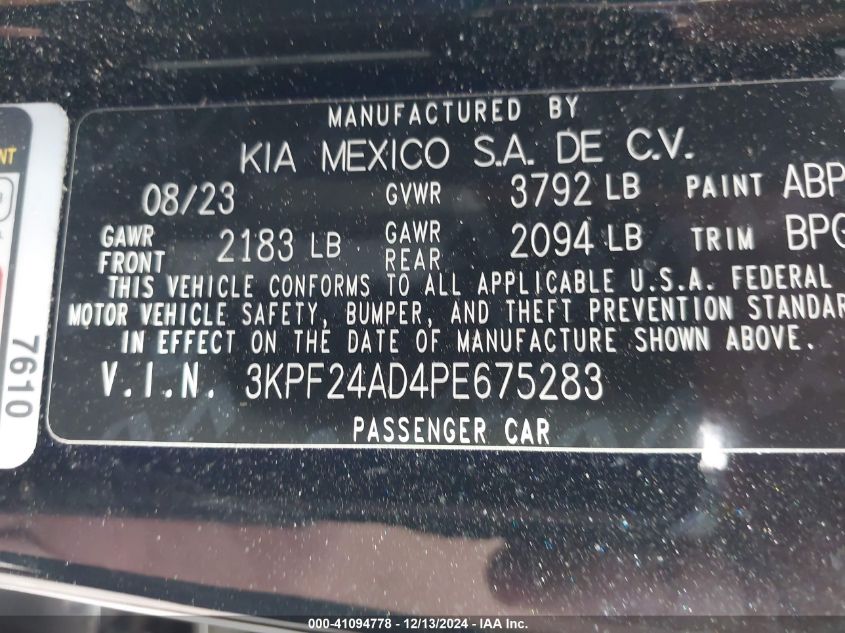 MANUFACTURED BY
KIA MEXICO S.A. DE C.V.
08/23 GVWR 3792 LB PAINT ABP
GAWR FRONT 2183 LB GAWR REAR 2094 LB TRIM BPG
THIS VEHICLE CONFORMS TO ALL APPLICABLE U.S.A. FEDERAL
MOTOR VEHICLE SAFETY, BUMPER, AND THEFT PREVENTION STANDAR
IN EFFECT ON THE DATE OF MANUFACTURE SHOWN ABOVE.
V.I.N. 3KPF24AD4PE675283
PASSENGER CAR
7610
NT
000-41094778 - 12/13/2024 - IAA Inc.